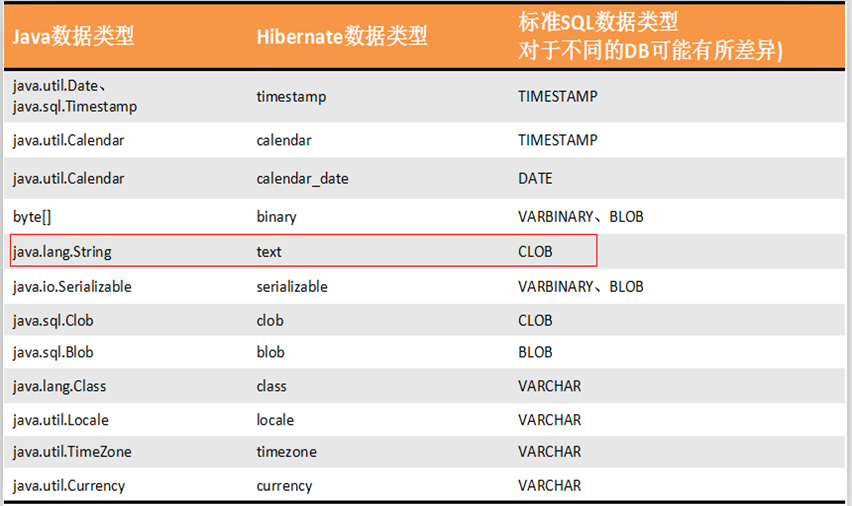 Java数据类型 Hibernate数据类型 标准SQL数据类型
对于不同的DB可能有所差异)
java.util.Date、
java.sql.Timestamp timestamp TIMESTAMP
java.util.Calendar calendar TIMESTAMP
java.util.Calendar calendar_date DATE
byte[] binary VARBINARY、BLOB
java.lang.String text CLOB
java.io.Serializable serializable VARBINARY、BLOB
java.sql.Clob clob CLOB
java.sql.Blob blob BLOB
java.lang.Class class VARCHAR
java.util.Locale locale VARCHAR
java.util.TimeZone timezone VARCHAR
java.util.Currency currency VARCHAR